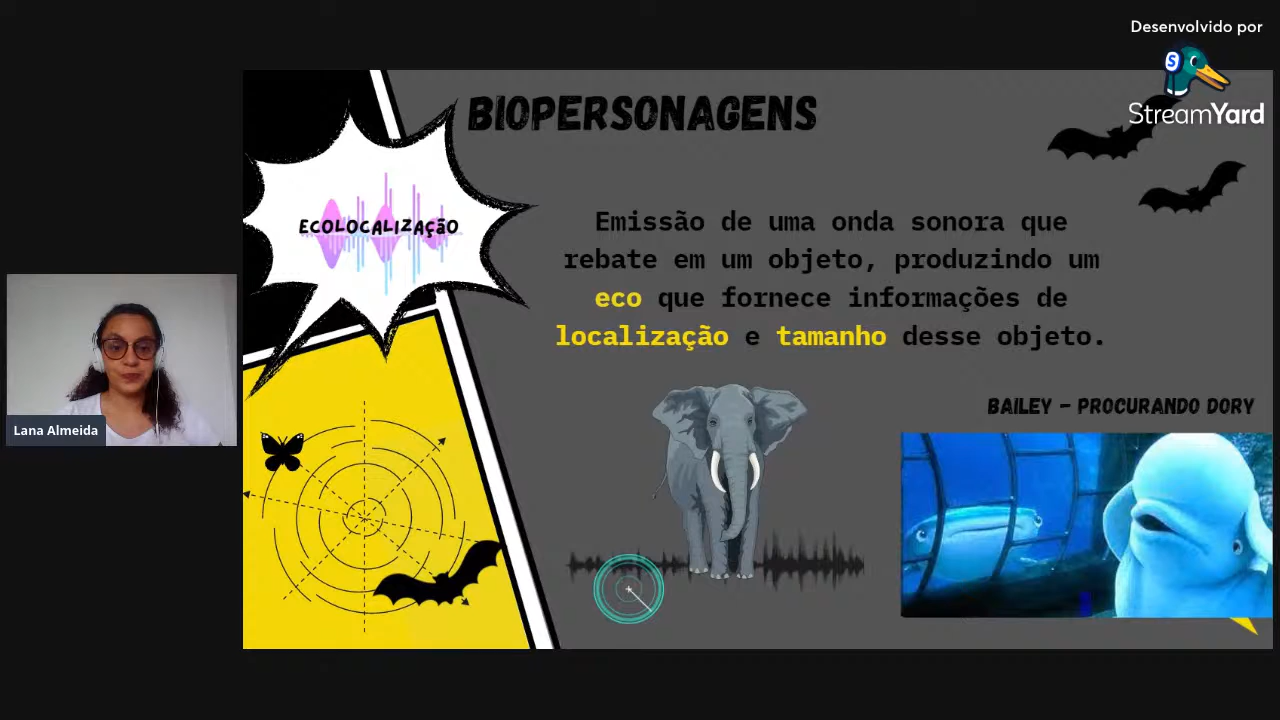 Desenvolvido por
S
StreamYard
BIOPERSONAGENS
ECOLOCALIZAÇÃO
Emissão de uma onda sonora que
rebate em um objeto, produzindo um
eco que fornece informações de
localização e tamanho desse objeto.
BAILEY - PROCURANDO DORY
Lana Almeida